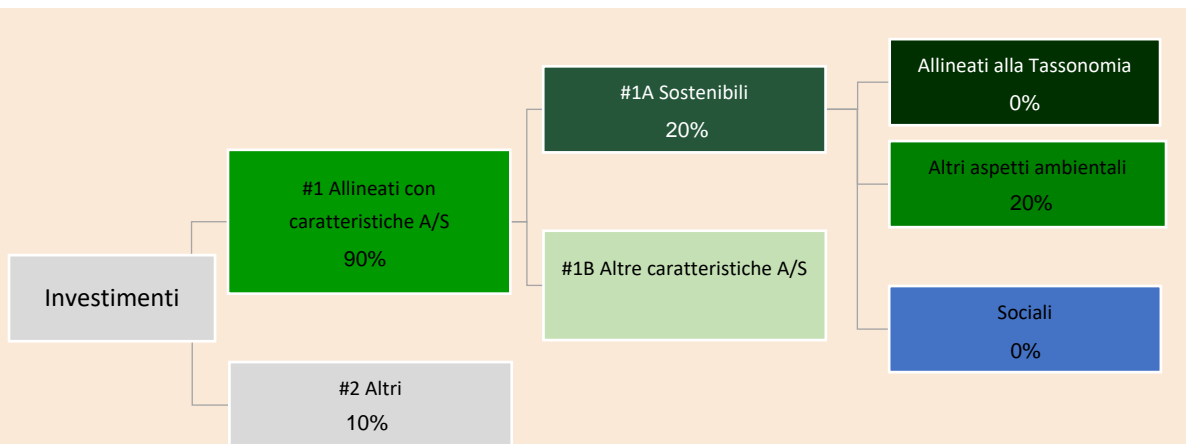 Investimenti
#1 Allineati con
caratteristiche A/S
90%
#2 Altri
10%
#1A Sostenibili
20%
#1B Altre caratteristiche A/S
Allineati alla Tassonomia
0%
Altri aspetti ambientali
20%
Sociali
0%